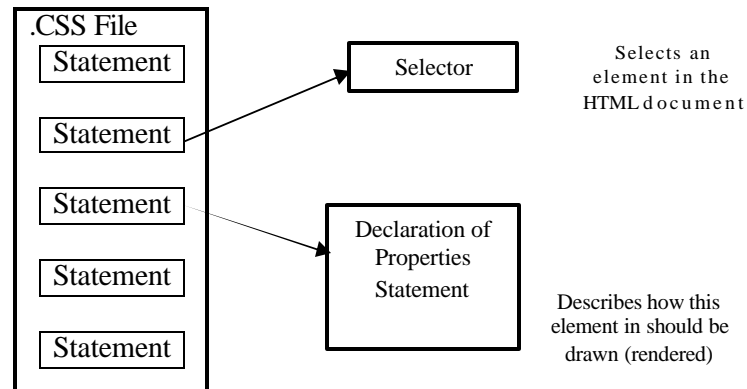 .CSS File
Statement
Statement
Statement
Statement
Statement
Selector
Selects an
element in the
HTML document
Declaration of
Properties
Statement
Describes how this
element in should be
drawn (rendered)